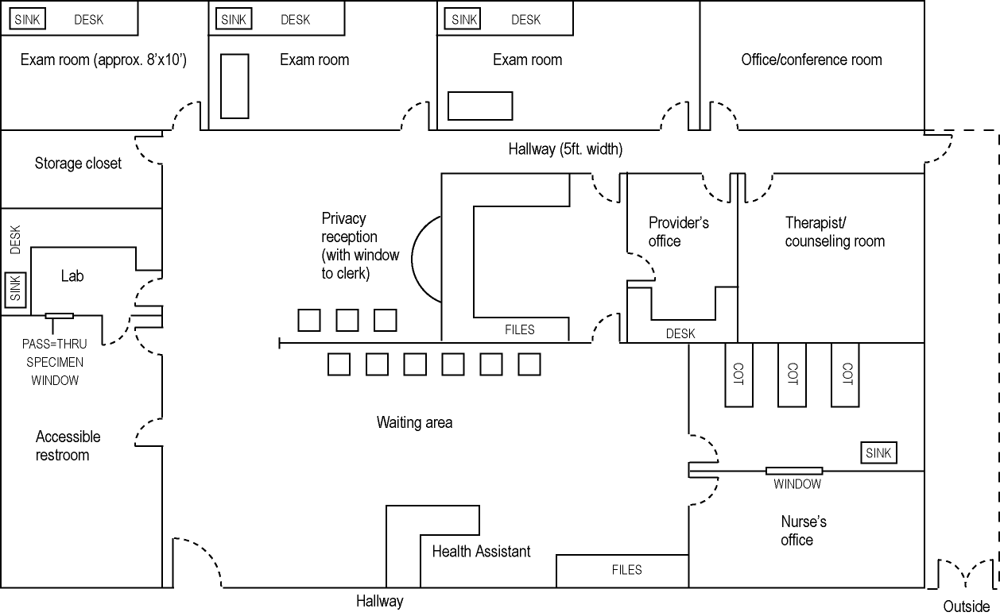 SINK
DESK
SINK
DESK
SINK
DESK
Exam room (approx. 8’x10’)
Exam room
Exam room
Office/conference room
Hallway (5ft. width)
Storage closet
Privacy
reception
(with window
to clerk)
Provider’s
office
Therapist/
counseling room
DESK
Lab
SINK
FILES
DESK
PASS=THRU
SPECIMEN
WINDOW
COT
COT
COT
Waiting area
Accessible
restroom
SINK
WINDOW
Nurse’s
office
Health Assistant
FILES
Hallway
Outside